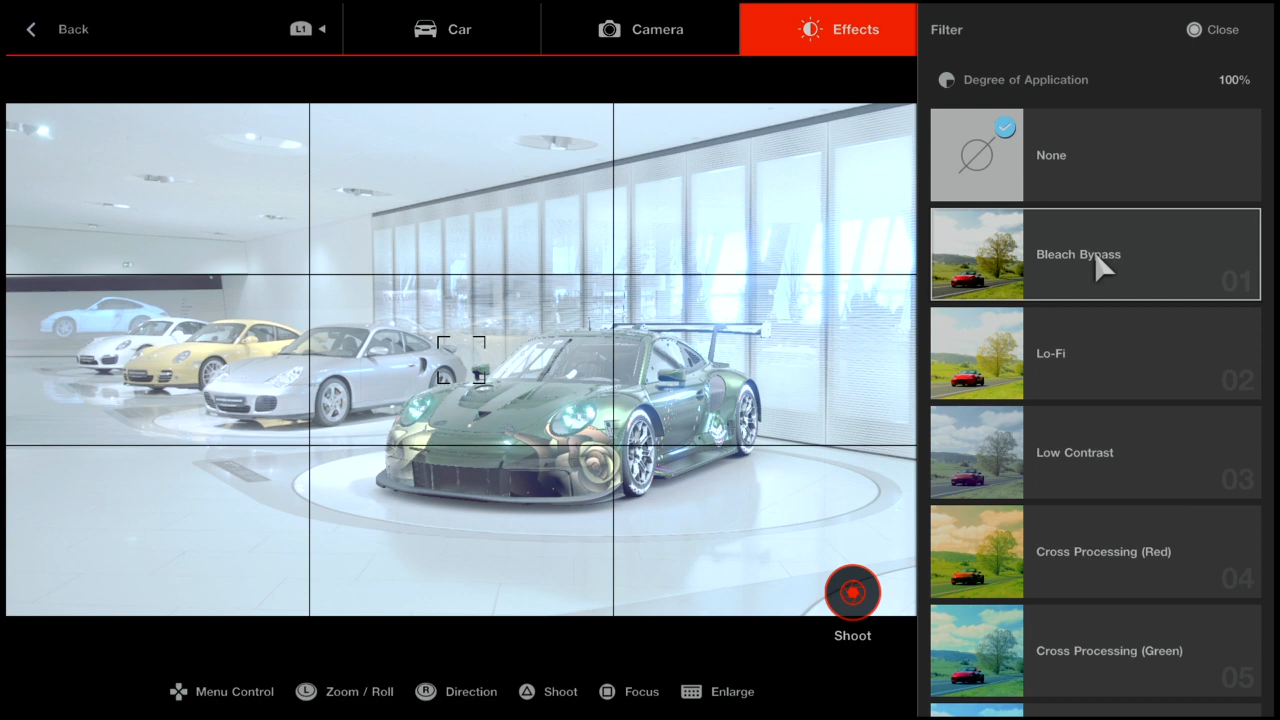 Back
L1
Car
Camera
Effects
Filter
Close
Degree of Application
100%
None
Bleach Bypass
01
Lo-Fi
02
Low Contrast
03
Cross Processing (Red)
04
Cross Processing (Green)
05
Shoot
Menu Control
L
Zoom / Roll
R
Direction
Shoot
Focus
Enlarge